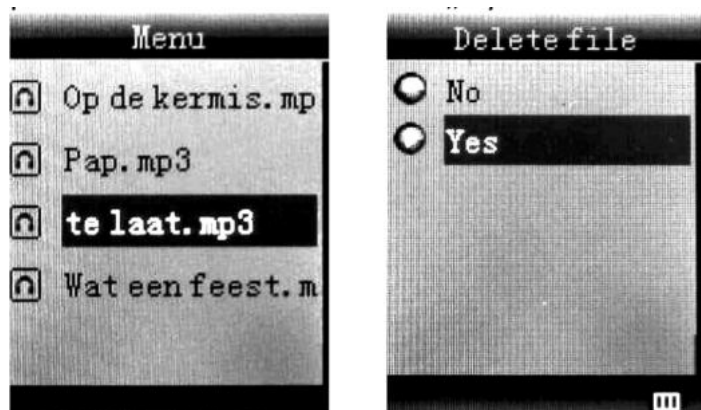 Menu
Op de kermis.mp
Pap.mp3
te laat.mp3
Wat een feest.m
Delete file
No
Yes